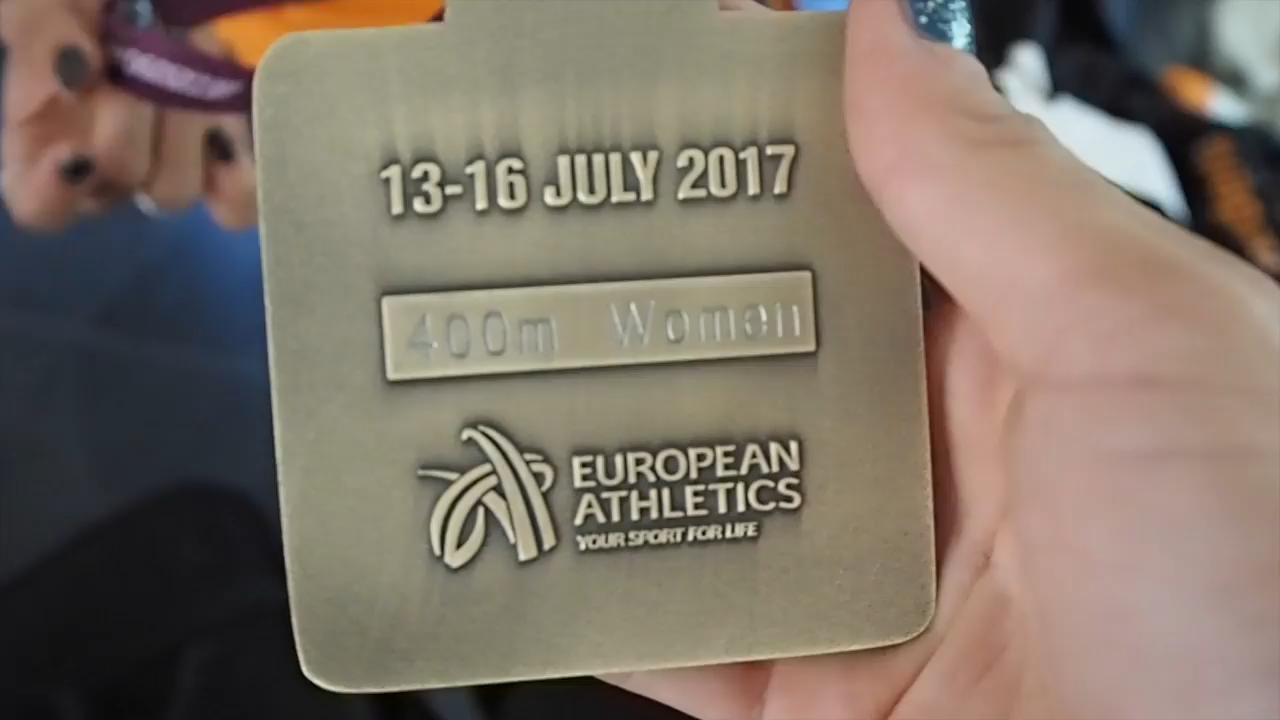 13-16 JULY 2017
400m Women
EUROPEAN
ATHLETICS
YOUR SPORT FOR LIFE